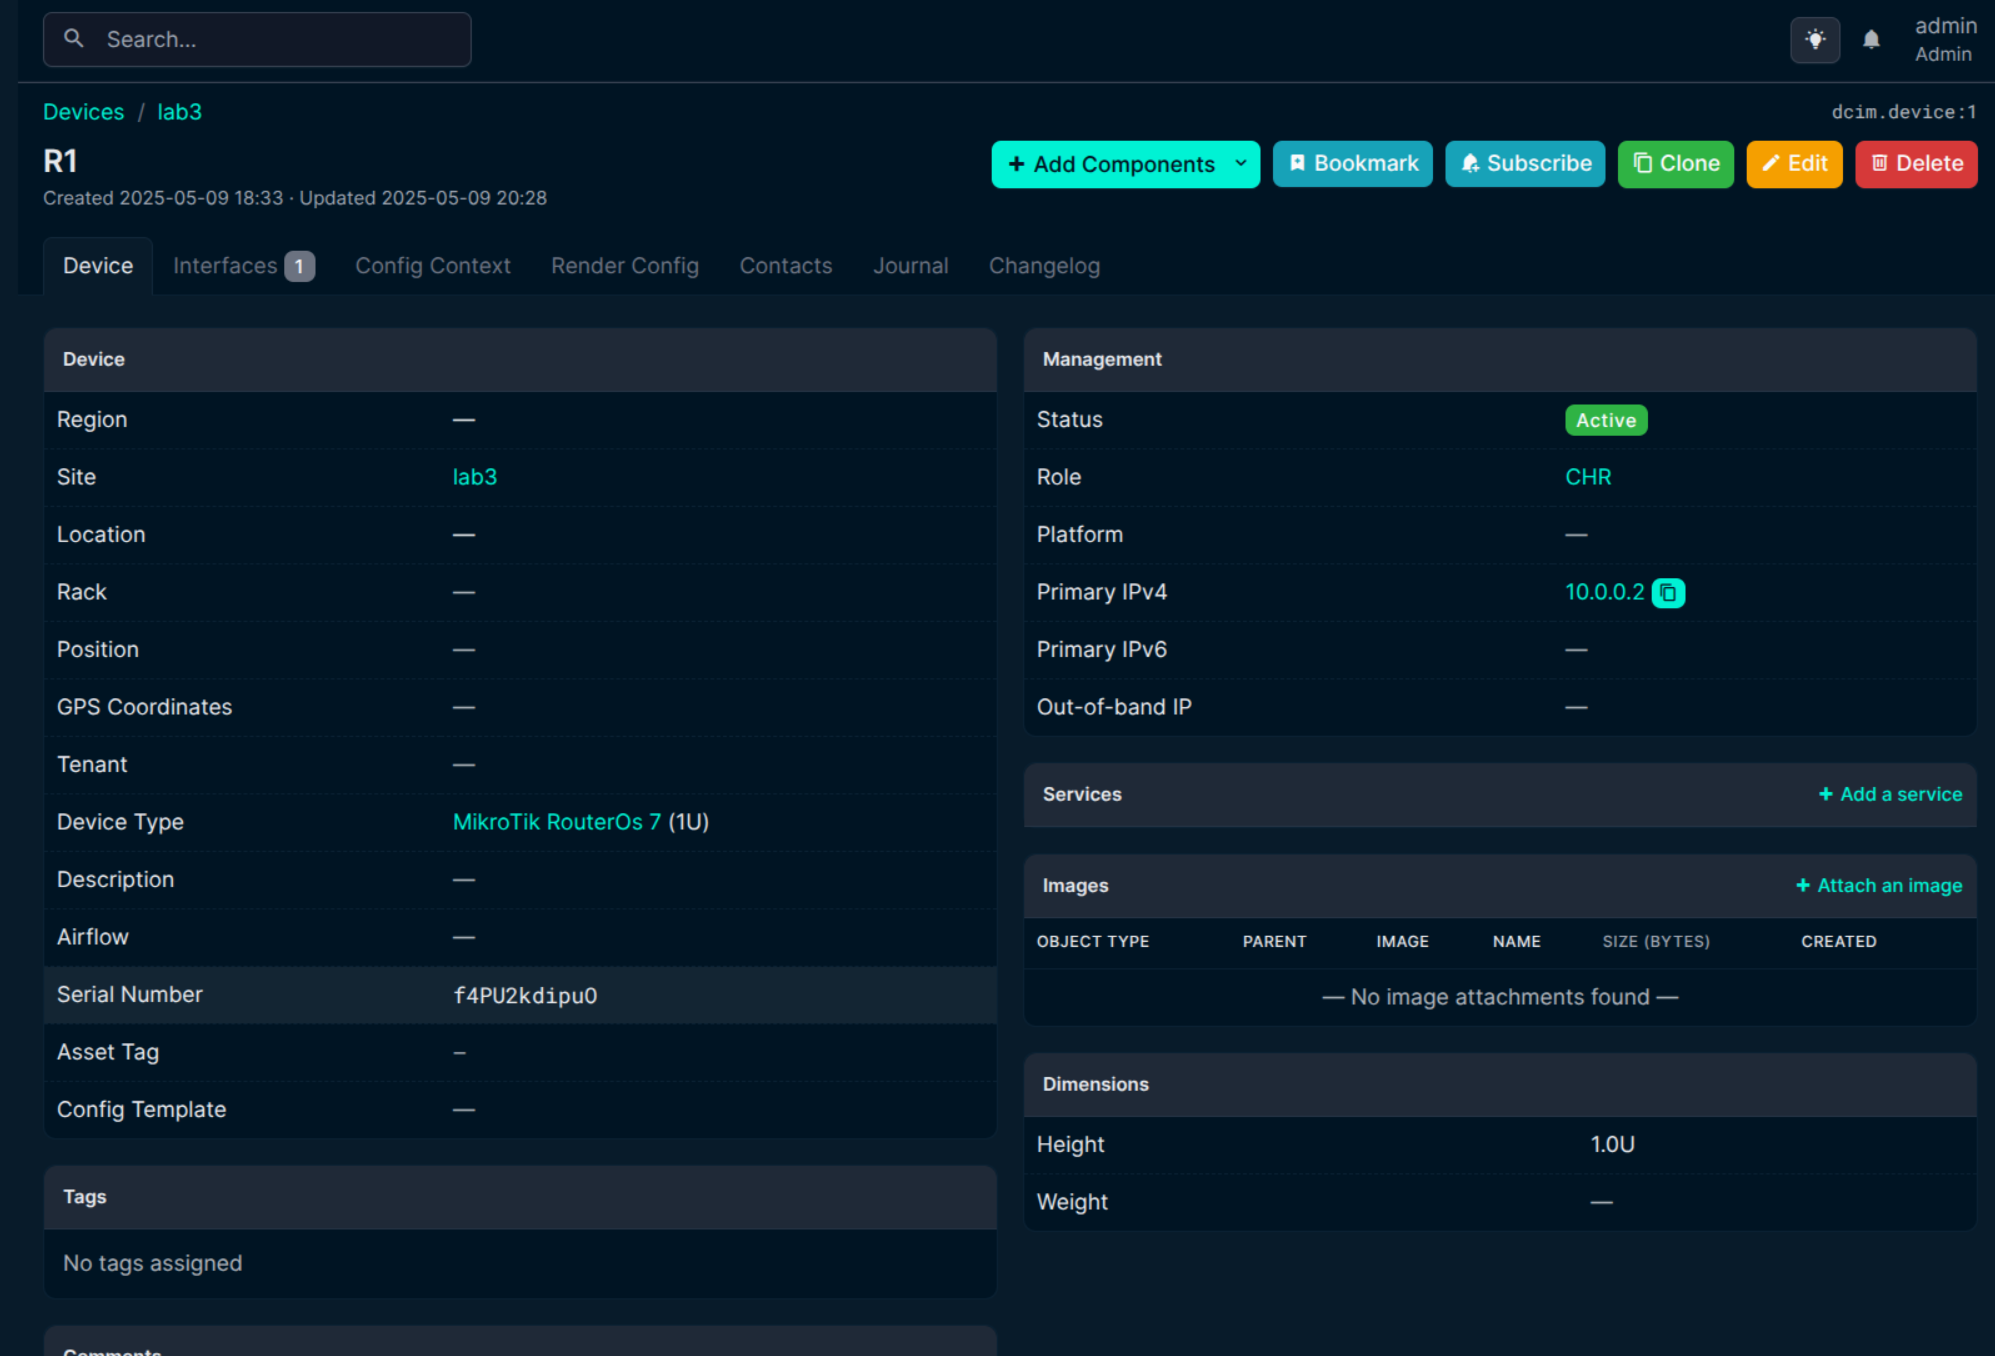 Search...
admin
Admin
Devices / lab3
dcim.device:1
R1
Created 2025-05-09 18:33 · Updated 2025-05-09 20:28
+ Add Components
Bookmark
Subscribe
Clone
Edit
Delete
Device
Interfaces 1
Config Context
Render Config
Contacts
Journal
Changelog
Device
Region —
Site lab3
Location —
Rack —
Position —
GPS Coordinates —
Tenant —
Device Type MikroTik RouterOs 7 (1U)
Description —
Airflow —
Serial Number f4PU2kdipu0
Asset Tag –
Config Template —
Tags
No tags assigned
Comments
Management
Status Active
Role CHR
Platform —
Primary IPv4 10.0.0.2
Primary IPv6 —
Out-of-band IP —
Services + Add a service
Images + Attach an image
OBJECT TYPE PARENT IMAGE NAME SIZE (BYTES) CREATED
— No image attachments found —
Dimensions
Height 1.0U
Weight —